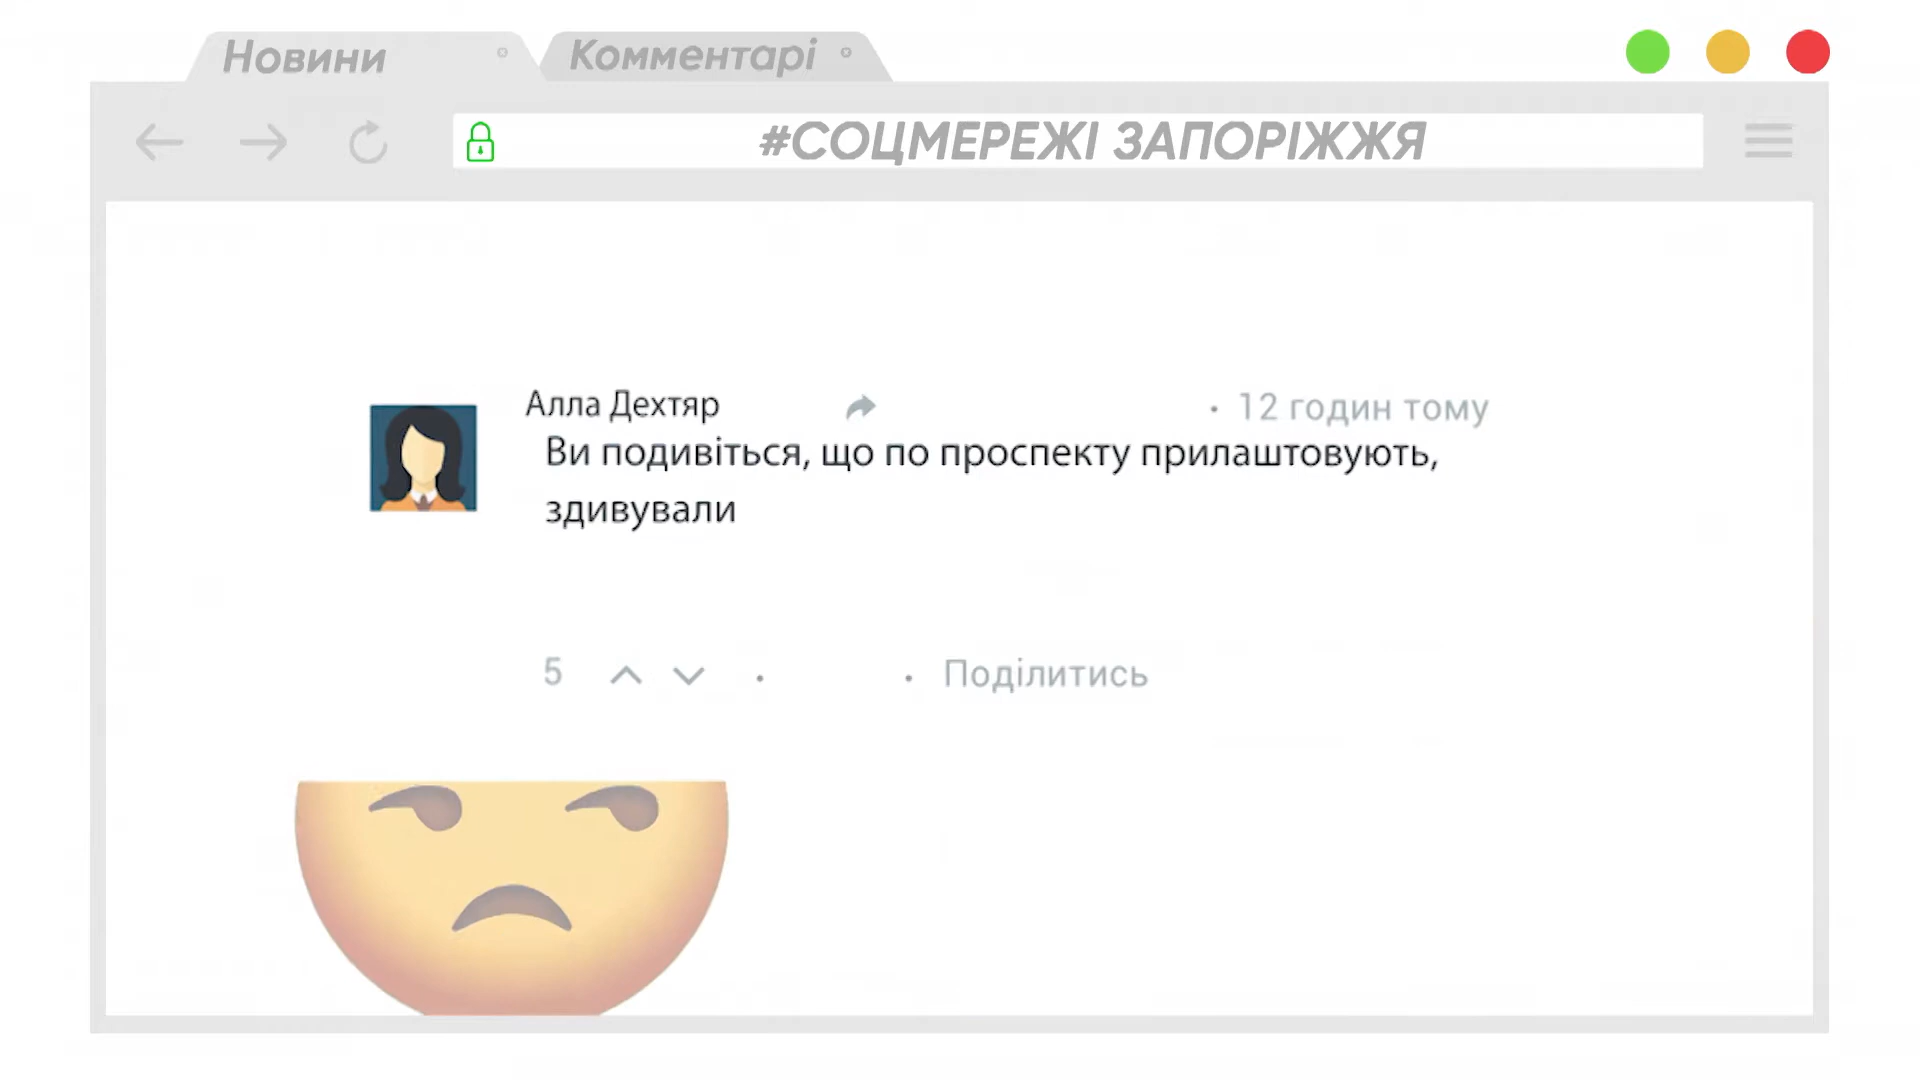 Новини
Комментарі
#СОЦМЕРЕЖІ ЗАПОРІЖЖЯ
Алла Дехтяр
· 12 годин тому
Ви подивіться, що по проспекту прилаштовують,
здивували
5 · · Поділитись